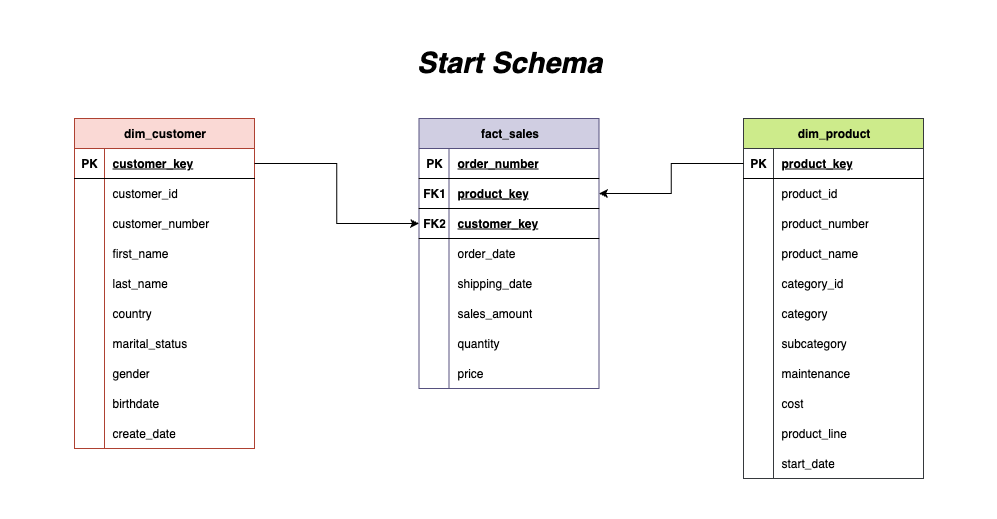 Start Schema
dim_customer
PK customer_key
customer_id
customer_number
first_name
last_name
country
marital_status
gender
birthdate
create_date
fact_sales
PK order_number
FK1 product_key
FK2 customer_key
order_date
shipping_date
sales_amount
quantity
price
dim_product
PK product_key
product_id
product_number
product_name
category_id
category
subcategory
maintenance
cost
product_line
start_date